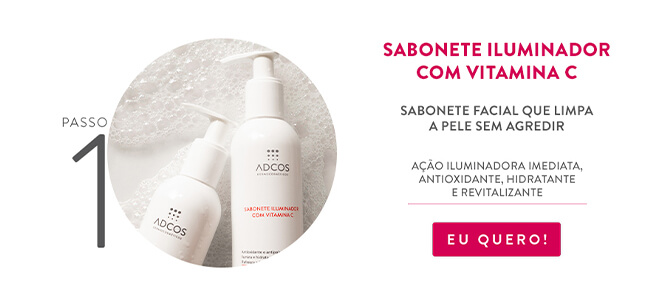 PASSO
1
ADCOS
ADCOS
SABONETE ILUMINADOR
COM VITAMINA C
SABONETE ILUMINADOR
COM VITAMINA C
SABONETE FACIAL QUE LIMPA
A PELE SEM AGREDIR
AÇÃO ILUMINADORA IMEDIATA,
ANTIOXIDANTE, HIDRATANTE
E REVITALIZANTE
EU QUERO!